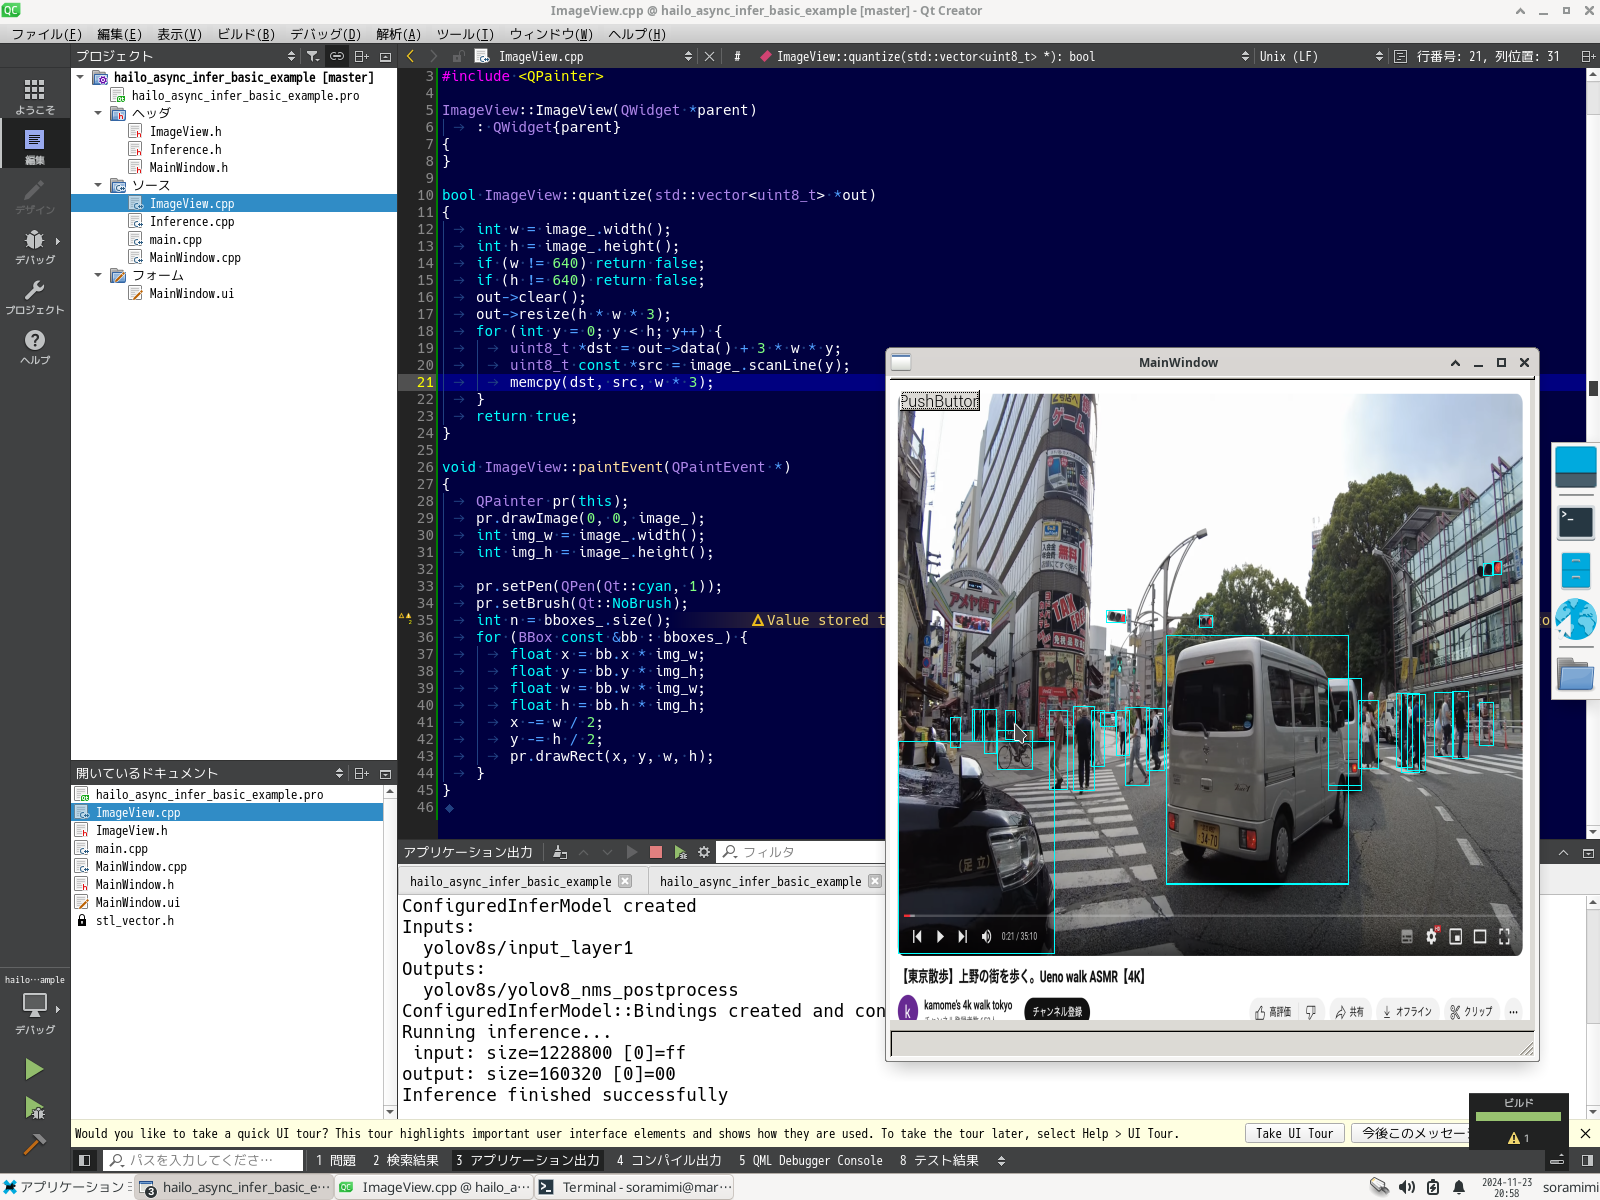 ImageView.cpp @ hailo_async_infer_basic_example [master] - Qt Creator
ファイル(F) 編集(E) 表示(V) ビルド(B) デバッグ(D) 解析(A) ツール(T) ウィンドウ(W) ヘルプ(H)
プロジェクト
ImageView.cpp
# ImageView::quantize(std::vector<uint8_t> *): bool
Unix (LF)
行番号: 21, 列位置: 31
ようこそ
編集
デザイン
デバッグ
プロジェクト
ヘルプ
hailo_async_infer_basic_example [master]
hailo_async_infer_basic_example.pro
ヘッダ
ImageView.h
Inference.h
MainWindow.h
ソース
ImageView.cpp
Inference.cpp
main.cpp
MainWindow.cpp
フォーム
MainWindow.ui
3 #include <QPainter>
4
5 ImageView::ImageView(QWidget *parent)
6 : QWidget{parent}
7 {
8 }
9
10 bool ImageView::quantize(std::vector<uint8_t> *out)
11 {
12 int w = image_.width();
13 int h = image_.height();
14 if (w != 640) return false;
15 if (h != 640) return false;
16 out->clear();
17 out->resize(h * w * 3);
18 for (int y = 0; y < h; y++) {
19 uint8_t *dst = out->data() + 3 * w * y;
20 uint8_t const *src = image_.scanLine(y);
21 memcpy(dst, src, w * 3);
22 }
23 return true;
24 }
25
26 void ImageView::paintEvent(QPaintEvent *)
27 {
28 QPainter pr(this);
29 pr.drawImage(0, 0, image_);
30 int img_w = image_.width();
31 int img_h = image_.height();
32
33 pr.setPen(QPen(Qt::cyan, 1));
34 pr.setBrush(Qt::NoBrush);
35 int n = bboxes_.size(); Value stored t
36 for (BBox const &bb : bboxes_) {
37 float x = bb.x * img_w;
38 float y = bb.y * img_h;
39 float w = bb.w * img_w;
40 float h = bb.h * img_h;
41 x -= w / 2;
42 y -= h / 2;
43 pr.drawRect(x, y, w, h);
44 }
45 }
46
MainWindow
PushButton
ゲーム
アメヤ横丁
無料
TAX
(足立)
34-70
0:21 / 35:10
【東京散歩】上野の街を歩く。Ueno walk ASMR【4K】
k
kamome's 4k walk tokyo
チャンネル登録
高評価
共有
オフライン
クリップ
…
開いているドキュメント
hailo_async_infer_basic_example.pro
ImageView.cpp
ImageView.h
main.cpp
MainWindow.cpp
MainWindow.h
MainWindow.ui
stl_vector.h
hailo…ample
デバッグ
アプリケーション出力
フィルタ
hailo_async_infer_basic_example
hailo_async_infer_basic_example
ConfiguredInferModel created
Inputs:
yolov8s/input_layer1
Outputs:
yolov8s/yolov8_nms_postprocess
ConfiguredInferModel::Bindings created and con
Running inference...
input: size=1228800 [0]=ff
output: size=160320 [0]=00
Inference finished successfully
ビルド
1
Would you like to take a quick UI tour? This tour highlights important user interface elements and shows how they are used. To take the tour later, select Help > UI Tour.
Take UI Tour
今後このメッセー
パスを入力してくださ…
1 問題
2 検索結果
3 アプリケーション出力
4 コンパイル出力
5 QML Debugger Console
8 テスト結果
アプリケーション
hailo_async_infer_basic_e…
ImageView.cpp @ hailo_a…
Terminal - soramimi@mar…
2024-11-23
20:58
soramimi